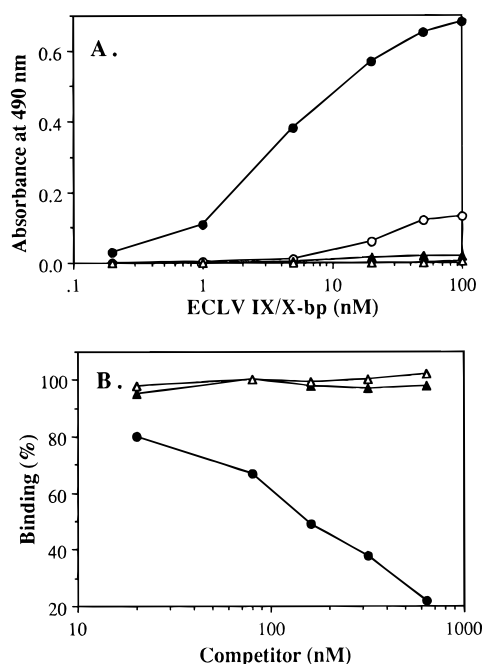 A .
Absorbance at 490 nm
0.6
0.4
0.2
0.0
.1
1
10
100
ECLV IX/X-bp (nM)
B .
Binding (%)
100
80
60
40
20
10
100
1000
Competitor (nM)